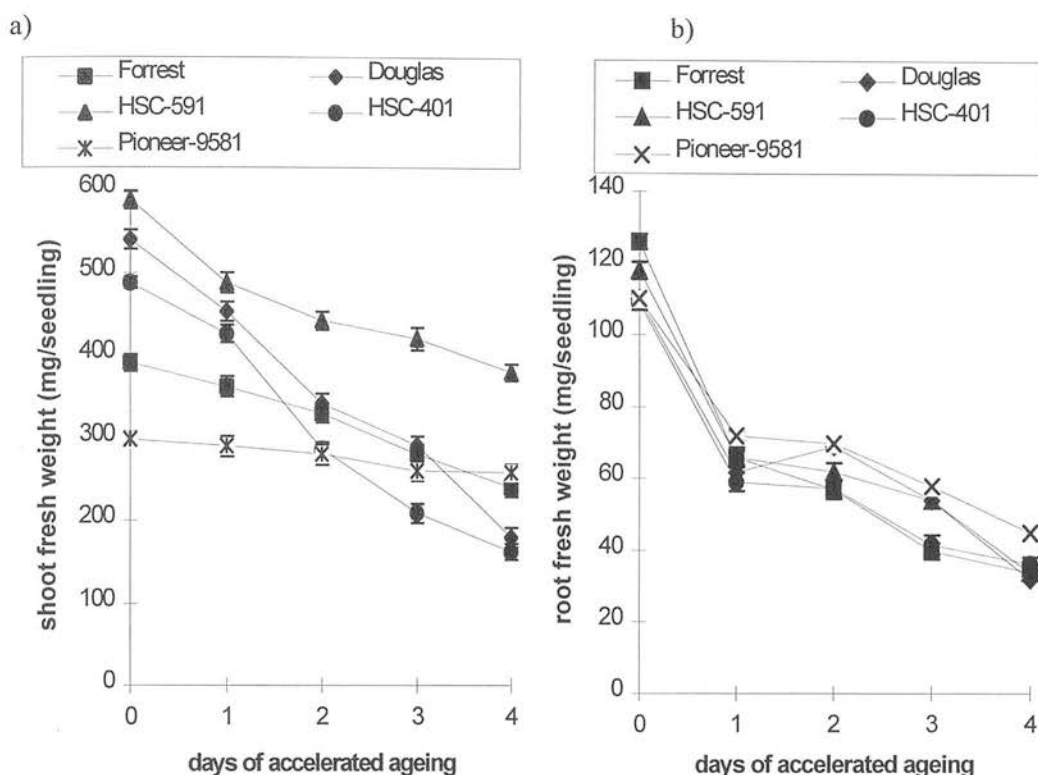 a)
Forrest Douglas
HSC-591 HSC-401
Pioneer-9581
600
500
400
300
200
100
0
shoot fresh weight (mg/seedling)
0 1 2 3 4
days of accelerated ageing
b)
Forrest Douglas
HSC-591 HSC-401
Pioneer-9581
140
120
100
80
60
40
20
0
root fresh weight (mg/seedling)
0 1 2 3 4
days of accelerated ageing